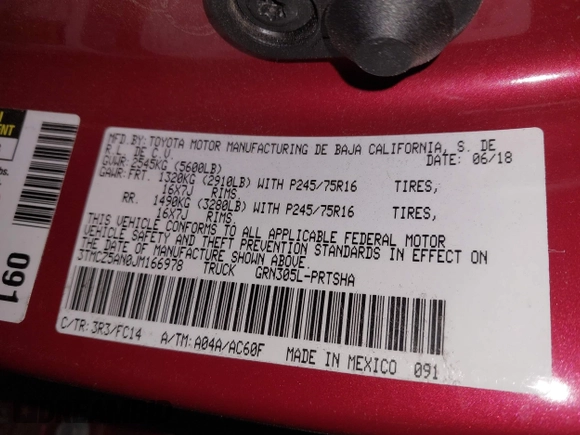 MFD.BY:TOYOTA MOTOR MANUFACTURING DE BAJA CALIFORNIA, S. DE
R.L. DE C.V.
DATE: 06/18
GVWR: 2545KG (5600LB)
GAWR:FRT. 1320KG (2910LB) WITH P245/75R16 TIRES,
16X7J RIMS
RR. 1490KG (3280LB) WITH P245/75R16 TIRES,
16X7J RIMS.
THIS VEHICLE CONFORMS TO ALL APPLICABLE FEDERAL MOTOR
VEHICLE SAFETY AND THEFT PREVENTION STANDARDS IN EFFECT ON
THE DATE OF MANUFACTURE SHOWN ABOVE.
3TMCZ5AN0JM166978 TRUCK GRN305L-PRTSHA
C/TR:3R3/FC14 A/TM: A04A/AC60F MADE IN MEXICO 091
ENT
bs.
091